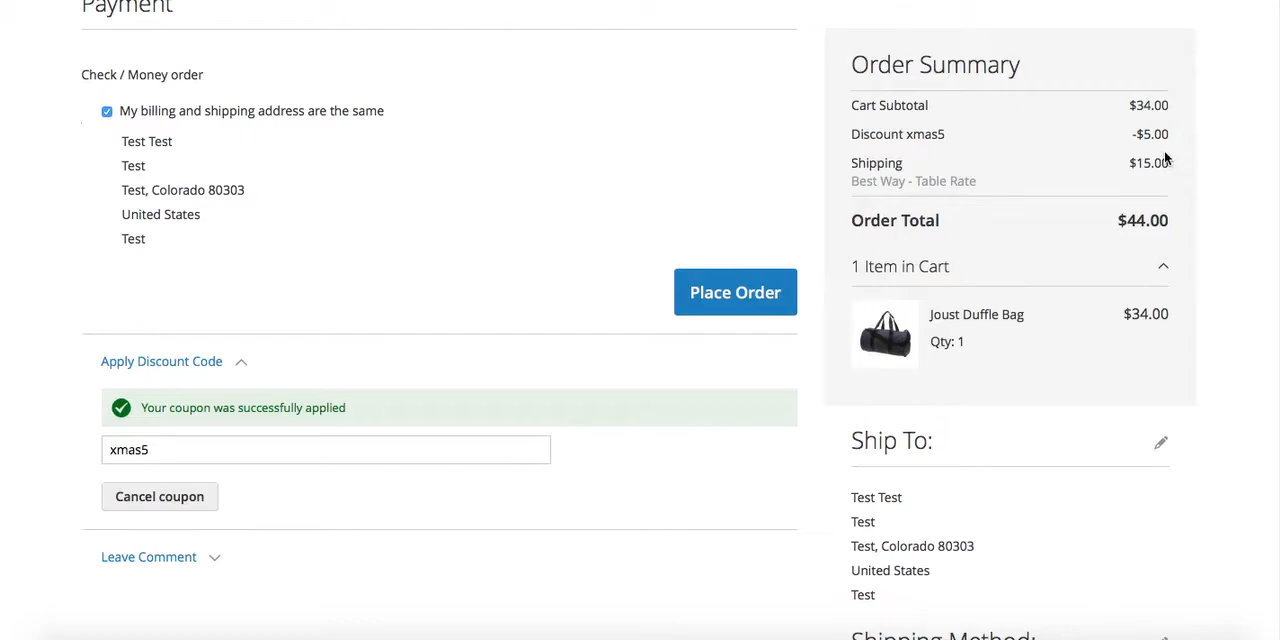 Payment
Check / Money order
My billing and shipping address are the same
Test Test
Test
Test, Colorado 80303
United States
Test
Place Order
Apply Discount Code
Your coupon was successfully applied
xmas5
Cancel coupon
Leave Comment
Order Summary
Cart Subtotal $34.00
Discount xmas5 -$5.00
Shipping $15.00
Best Way - Table Rate
Order Total $44.00
1 Item in Cart
Joust Duffle Bag $34.00
Qty: 1
Ship To:
Test Test
Test
Test, Colorado 80303
United States
Test
Shipping Method: